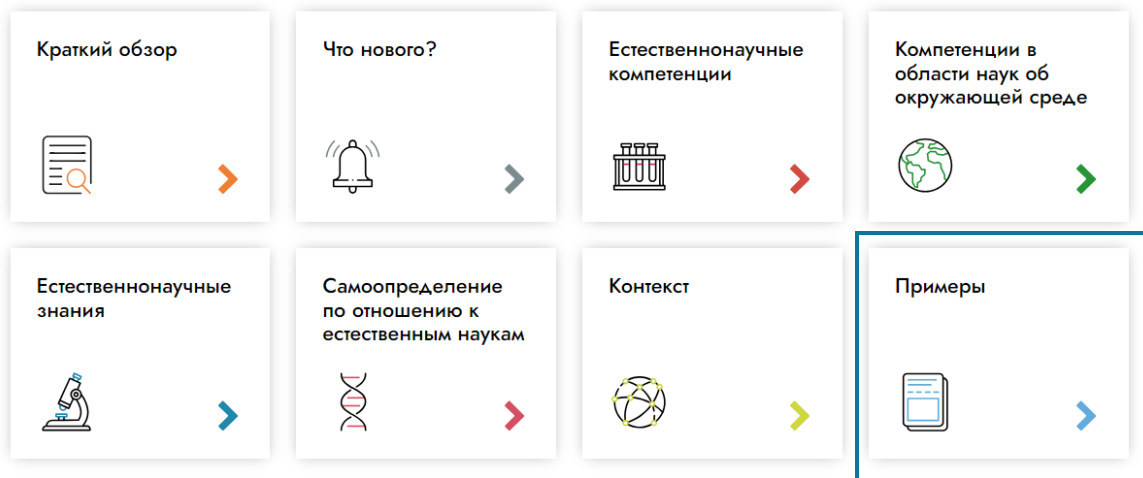 Краткий обзор
Что нового?
Естественнонаучные
компетенции
Компетенции в
области наук об
окружающей среде
Естественнонаучные
знания
Самоопределение
по отношению к
естественным наукам
Контекст
Примеры